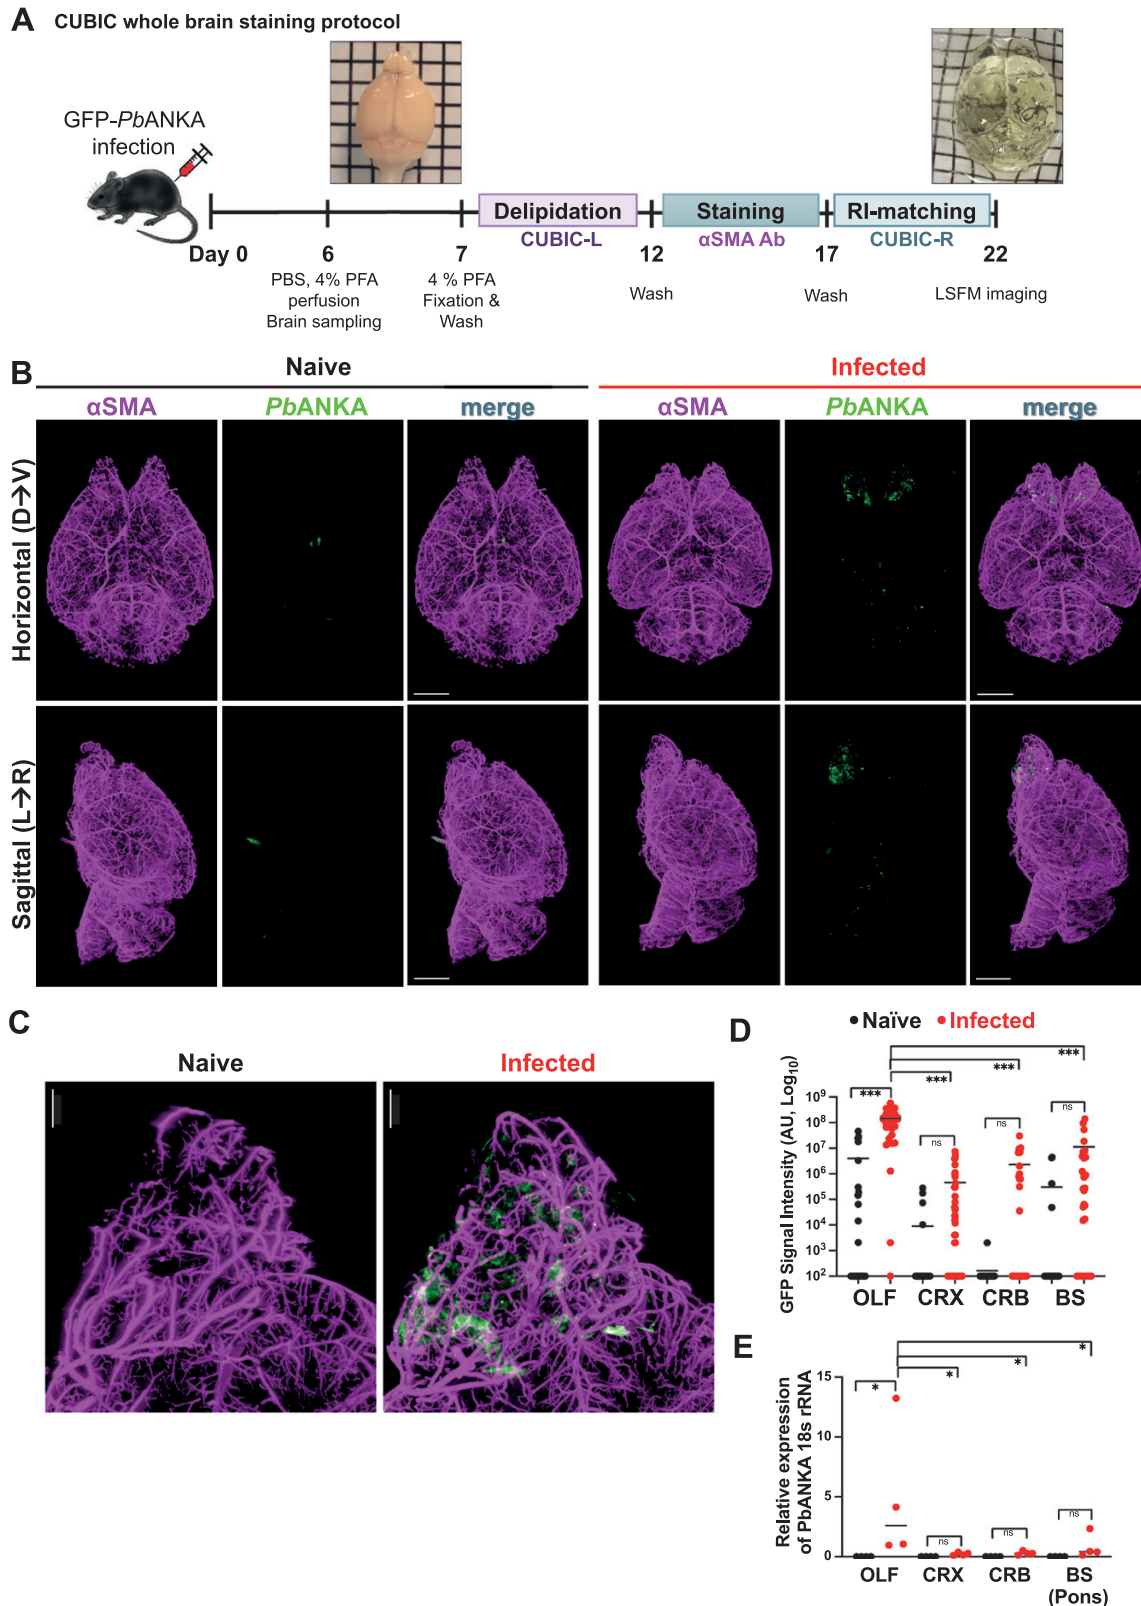 A CUBIC whole brain staining protocol
GFP-PbANKA
infection
Delipidation
Staining
RI-matching
CUBIC-L
αSMA Ab
CUBIC-R
Day 0
6
7
12
17
22
PBS, 4% PFA
perfusion
Brain sampling
4 % PFA
Fixation &
Wash
Wash
Wash
LSFM imaging
B
Naive
Infected
αSMA
PbANKA
merge
αSMA
PbANKA
merge
Horizontal (D→V)
Sagittal (L→R)
C
Naive
Infected
D
Naïve
Infected
GFP Signal Intensity (AU, Log10)
10⁹
10⁸
10⁷
10⁶
10⁵
10⁴
10³
10²
***
***
***
***
ns
ns
ns
OLF
CRX
CRB
BS
E
Relative expression
of PbANKA 18s rRNA
15
10
5
0
*
*
*
*
ns
ns
ns
OLF
CRX
CRB
BS
(Pons)